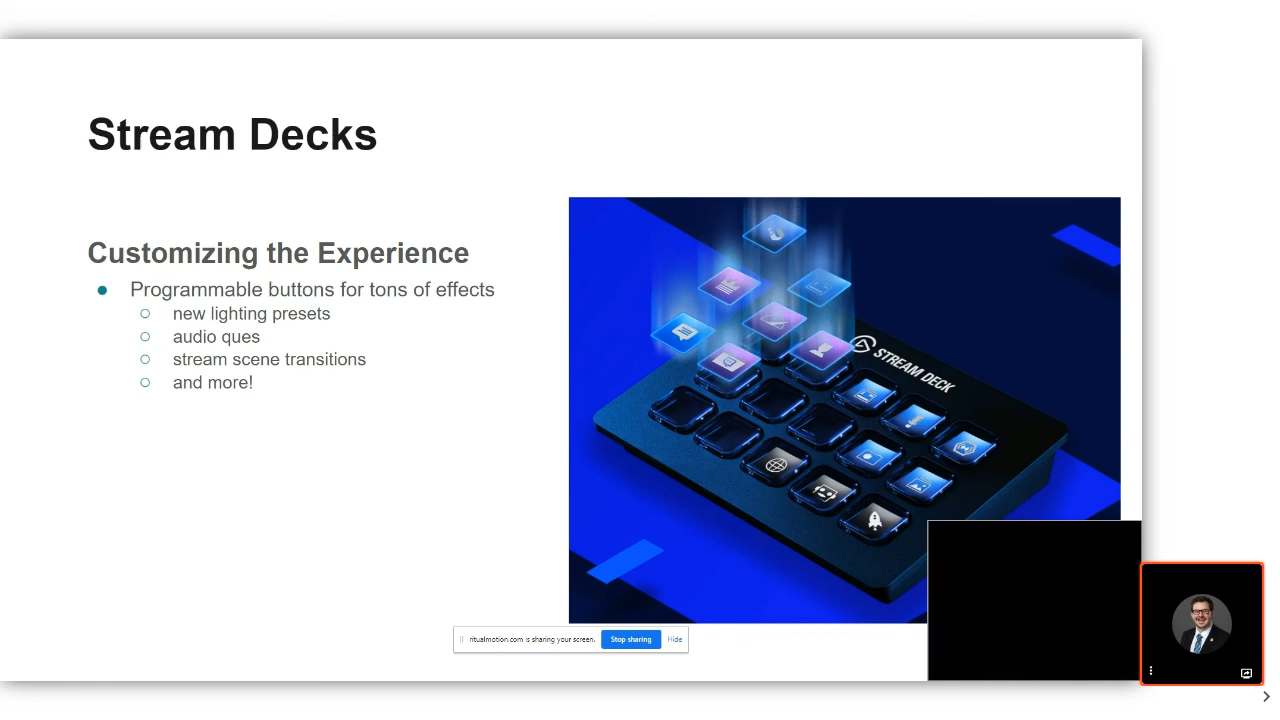 Stream Decks
Customizing the Experience
Programmable buttons for tons of effects
new lighting presets
audio ques
stream scene transitions
and more!
STREAM DECK
ritualmotion.com is sharing your screen.
Stop sharing
Hide